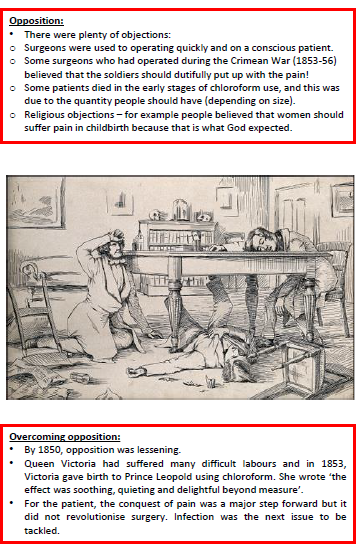 Opposition:
• There were plenty of objections:
o Surgeons were used to operating quickly and on a conscious patient.
o Some surgeons who had operated during the Crimean War (1853-56)
believed that the soldiers should dutifully put up with the pain!
o Some patients died in the early stages of chloroform use, and this was
due to the quantity people should have (depending on size).
o Religious objections – for example people believed that women should
suffer pain in childbirth because that is what God expected.
Overcoming opposition:
• By 1850, opposition was lessening.
• Queen Victoria had suffered many difficult labours and in 1853,
Victoria gave birth to Prince Leopold using chloroform. She wrote ‘the
effect was soothing, quieting and delightful beyond measure’.
• For the patient, the conquest of pain was a major step forward but it
did not revolutionise surgery. Infection was the next issue to be
tackled.